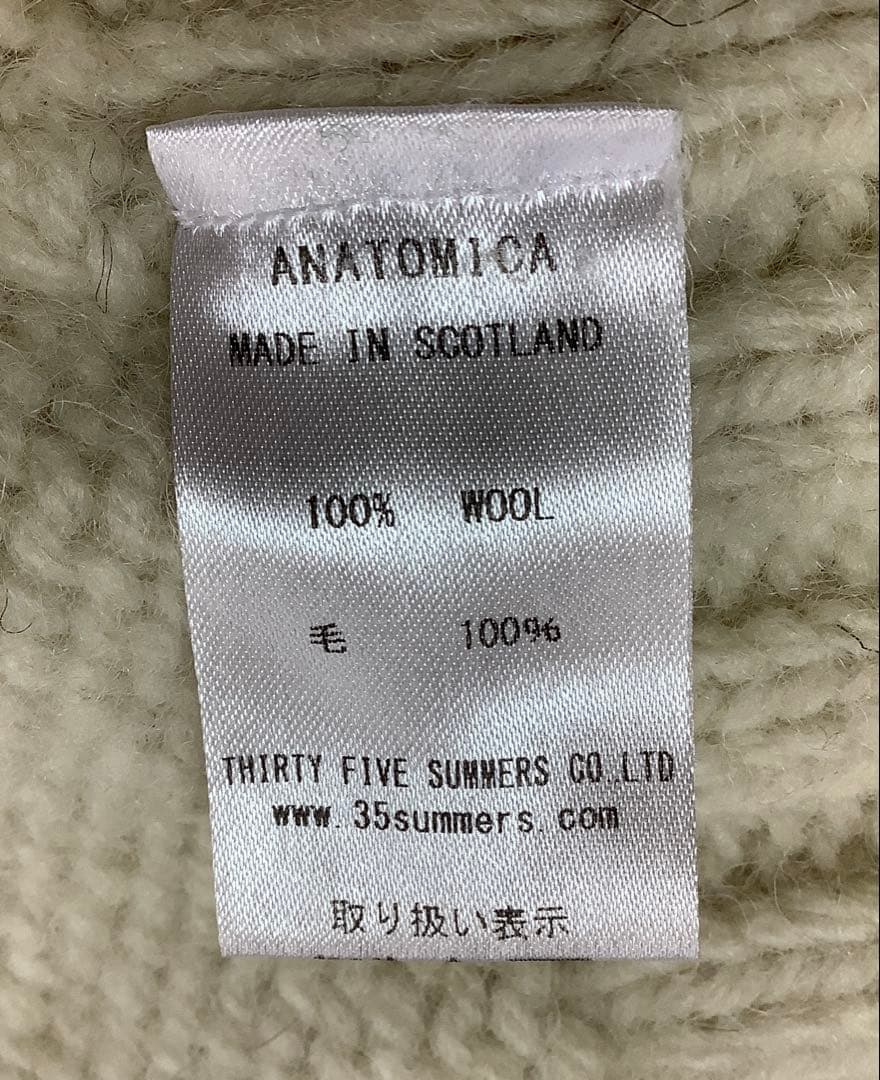 ANATOMICA
MADE IN SCOTLAND
100% WOOL
毛 100%
THIRTY FIVE SUMMERS CO.LTD
www.35summers.com
取り扱い表示